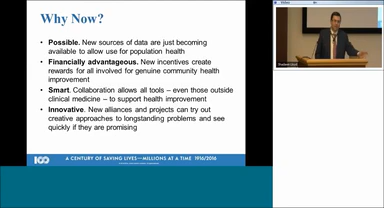 Why Now?
• Possible. New sources of data are just becoming
available to allow use for population health
• Financially advantageous. New incentives create
rewards for all involved for genuine community health
improvement
• Smart. Collaboration allows all tools – even those outside
clinical medicine – to support health improvement
• Innovative. New alliances and projects can try out
creative approaches to longstanding problems and see
quickly if they are promising
100
A CENTURY OF SAVING LIVES—MILLIONS AT A TIME 1916/2016